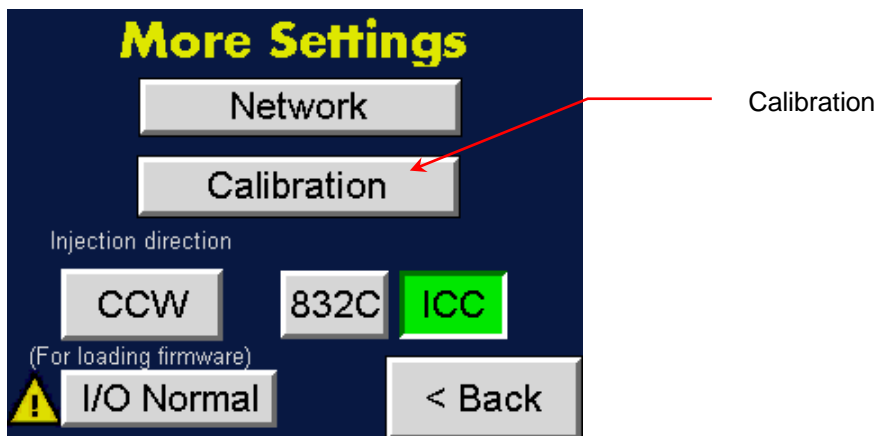 More Settings
Network
Calibration
Calibration
Injection direction
CCW
832C
ICC
(For loading firmware)
I/O Normal
< Back